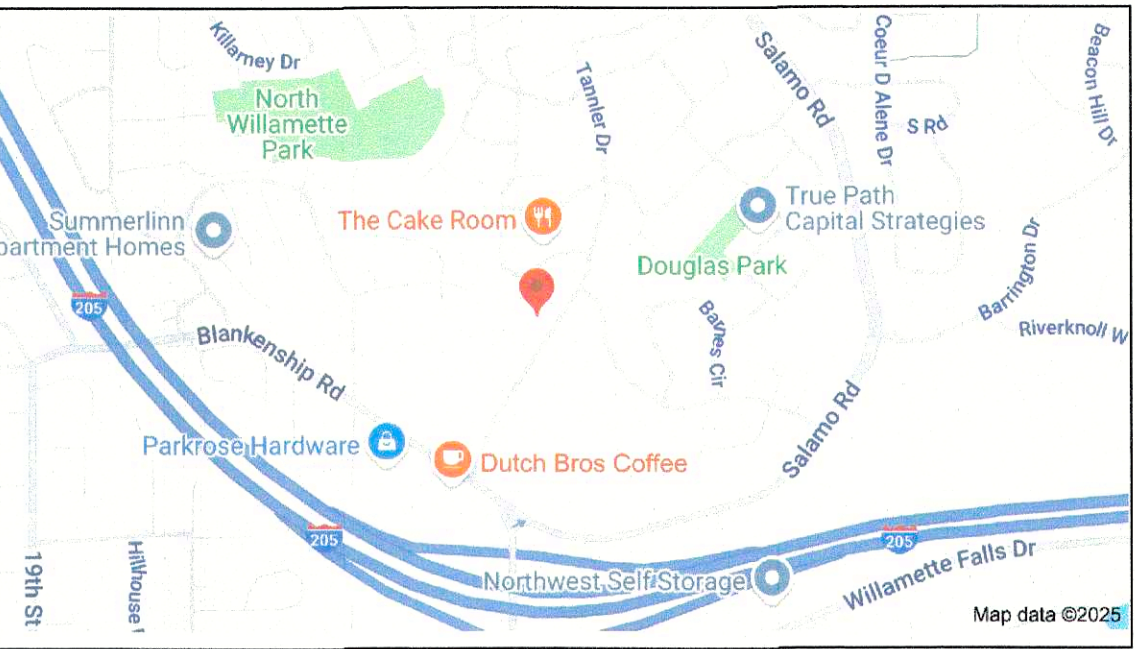 Killarney Dr
North
Willamette
Park
Tannler Dr
Salamo Rd
Coeur D Alene Dr
S Rd
Beacon Hill Dr
Summerlinn
partment Homes
The Cake Room
True Path
Capital Strategies
Douglas Park
Barrington Dr
205
Blankenship Rd
Barnes Cir
Riverknoll W
Parkrose Hardware
Dutch Bros Coffee
Salamo Rd
205
205
19th St
Hillhouse
Northwest Self Storage
Willamette Falls Dr
Map data ©2025